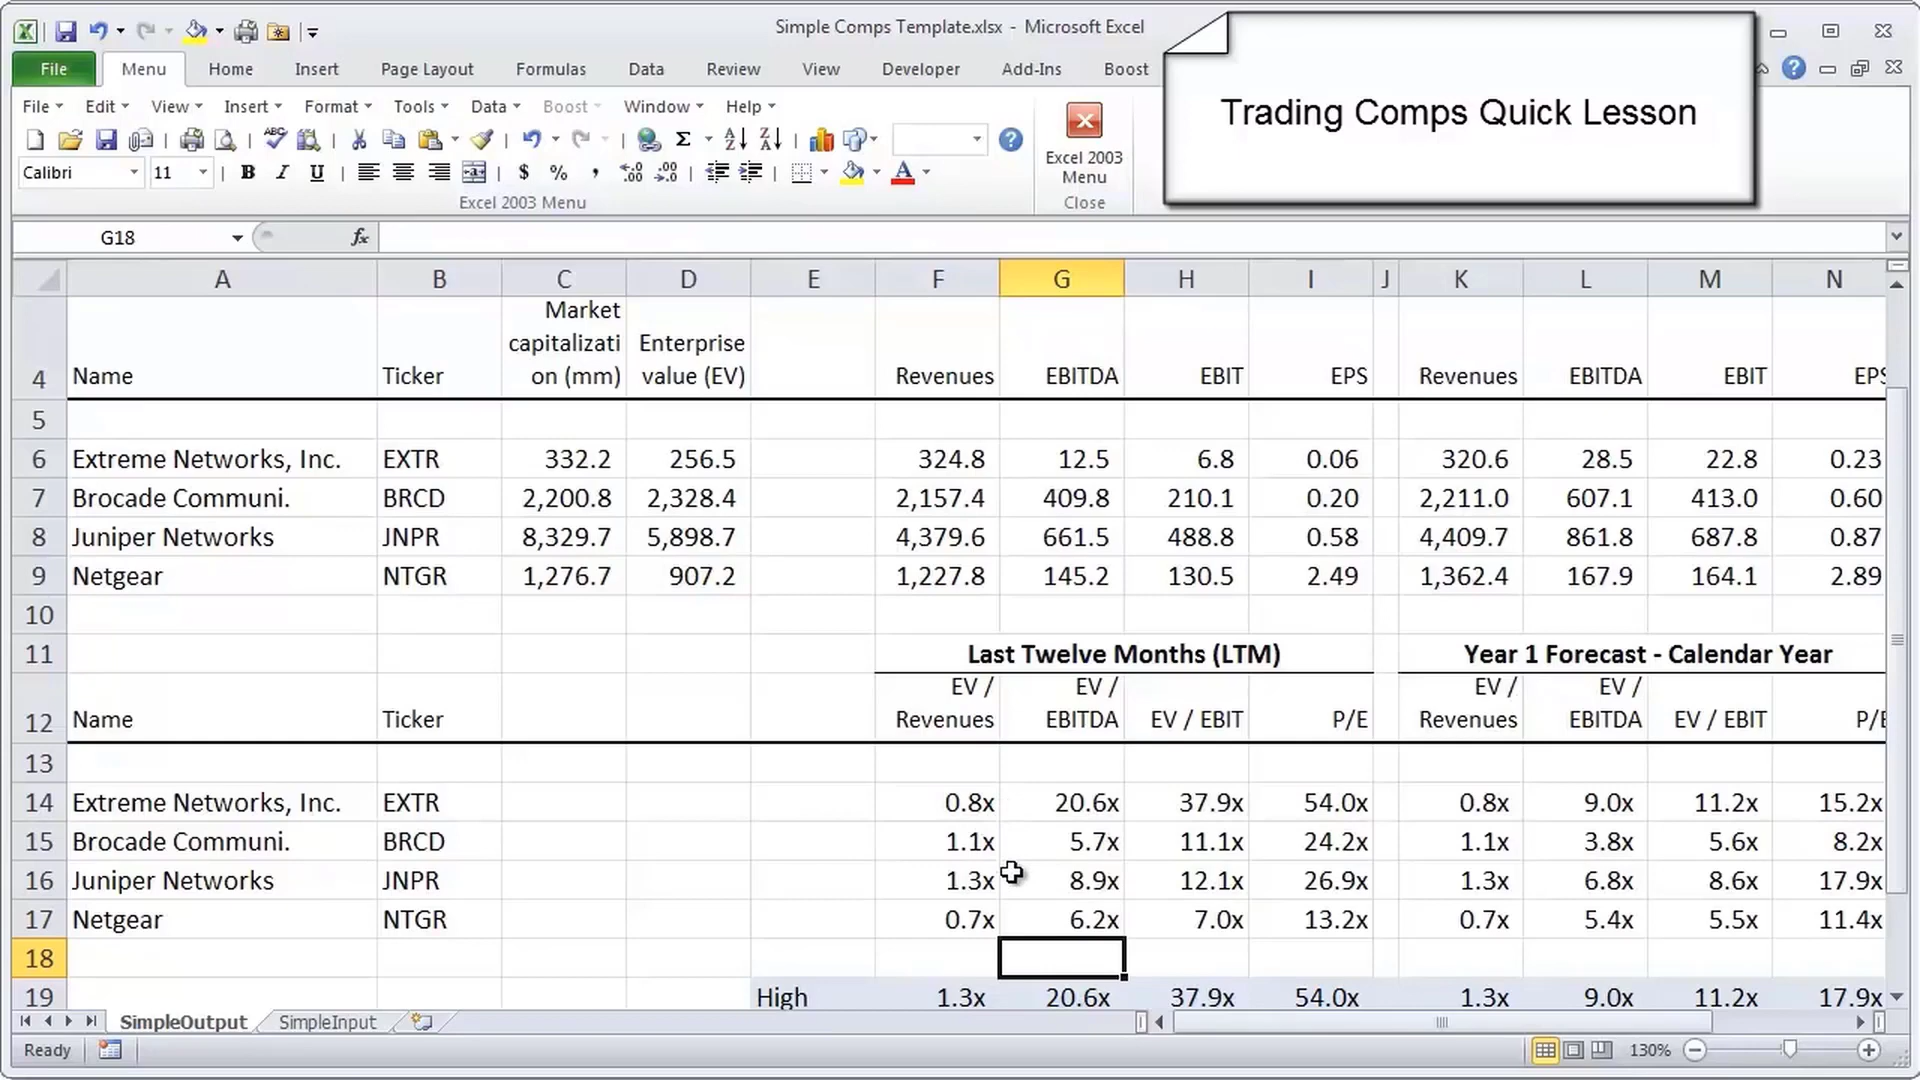 Simple Comps Template.xlsx - Microsoft Excel
Trading Comps Quick Lesson
File Menu Home Insert Page Layout Formulas Data Review View Developer Add-Ins Boost
File Edit View Insert Format Tools Data Boost Window Help
Calibri 11 B I U $ % ,
Excel 2003 Menu
Excel 2003 Menu
Close
G18 fx
A B C D E F G H I J K L M N
4 Name Ticker Market capitalizati on (mm) Enterprise value (EV) Revenues EBITDA EBIT EPS Revenues EBITDA EBIT EPS
5
6 Extreme Networks, Inc. EXTR 332.2 256.5 324.8 12.5 6.8 0.06 320.6 28.5 22.8 0.23
7 Brocade Communi. BRCD 2,200.8 2,328.4 2,157.4 409.8 210.1 0.20 2,211.0 607.1 413.0 0.60
8 Juniper Networks JNPR 8,329.7 5,898.7 4,379.6 661.5 488.8 0.58 4,409.7 861.8 687.8 0.87
9 Netgear NTGR 1,276.7 907.2 1,227.8 145.2 130.5 2.49 1,362.4 167.9 164.1 2.89
10
11 Last Twelve Months (LTM) Year 1 Forecast - Calendar Year
12 Name Ticker EV / Revenues EV / EBITDA EV / EBIT P/E EV / Revenues EV / EBITDA EV / EBIT P/E
13
14 Extreme Networks, Inc. EXTR 0.8x 20.6x 37.9x 54.0x 0.8x 9.0x 11.2x 15.2x
15 Brocade Communi. BRCD 1.1x 5.7x 11.1x 24.2x 1.1x 3.8x 5.6x 8.2x
16 Juniper Networks JNPR 1.3x 8.9x 12.1x 26.9x 1.3x 6.8x 8.6x 17.9x
17 Netgear NTGR 0.7x 6.2x 7.0x 13.2x 0.7x 5.4x 5.5x 11.4x
18
19 High 1.3x 20.6x 37.9x 54.0x 1.3x 9.0x 11.2x 17.9x
SimpleOutput SimpleInput
Ready 130%